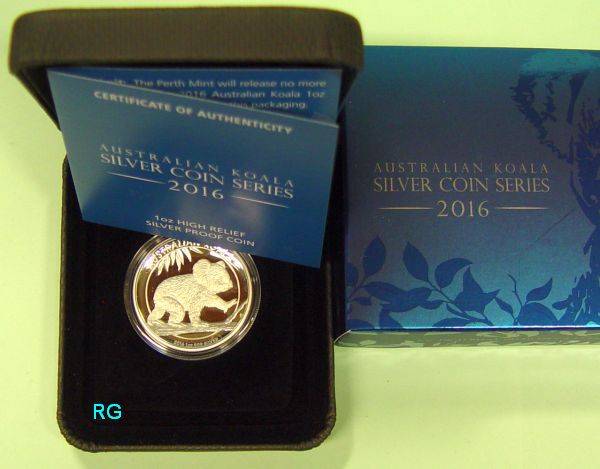 The Perth Mint will release no more
2016 Australian Koala 1oz
packaging.
CERTIFICATE OF AUTHENTICITY
AUSTRALIAN KOALA
SILVER COIN SERIES
2016
1oz HIGH RELIEF
SILVER PROOF COIN
AUSTRALIAN KOALA
SILVER COIN SERIES
2016
RG